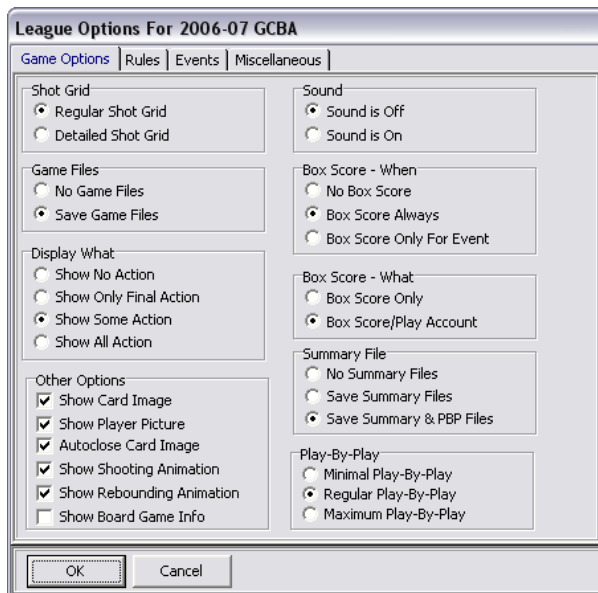 League Options For 2006-07 GCBA
Game Options Rules Events Miscellaneous
Shot Grid
Regular Shot Grid
Detailed Shot Grid
Game Files
No Game Files
Save Game Files
Display What
Show No Action
Show Only Final Action
Show Some Action
Show All Action
Other Options
Show Card Image
Show Player Picture
Autoclose Card Image
Show Shooting Animation
Show Rebounding Animation
Show Board Game Info
Sound
Sound is Off
Sound is On
Box Score - When
No Box Score
Box Score Always
Box Score Only For Event
Box Score - What
Box Score Only
Box Score/Play Account
Summary File
No Summary Files
Save Summary Files
Save Summary & PBP Files
Play-By-Play
Minimal Play-By-Play
Regular Play-By-Play
Maximum Play-By-Play
OK Cancel